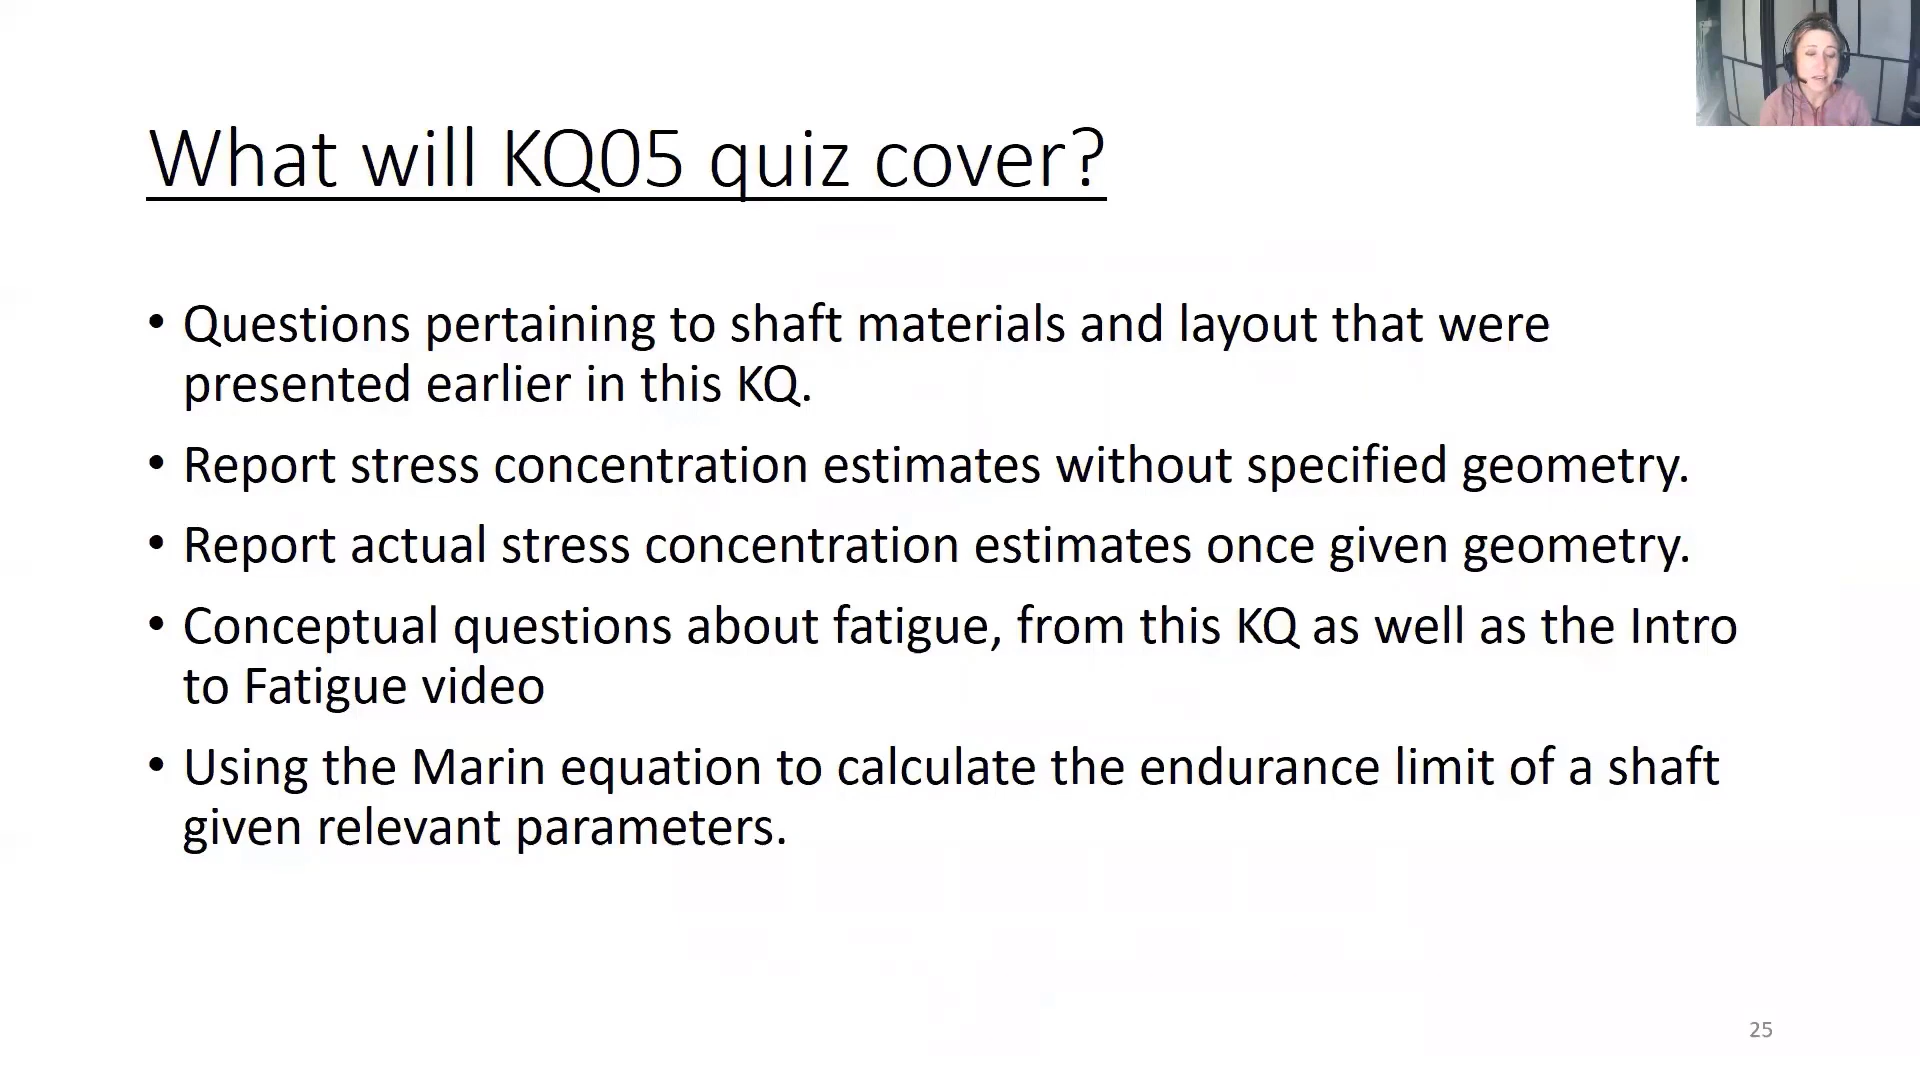 What will KQ05 quiz cover?
• Questions pertaining to shaft materials and layout that were
presented earlier in this KQ.
• Report stress concentration estimates without specified geometry.
• Report actual stress concentration estimates once given geometry.
• Conceptual questions about fatigue, from this KQ as well as the Intro
to Fatigue video
• Using the Marin equation to calculate the endurance limit of a shaft
given relevant parameters.
25